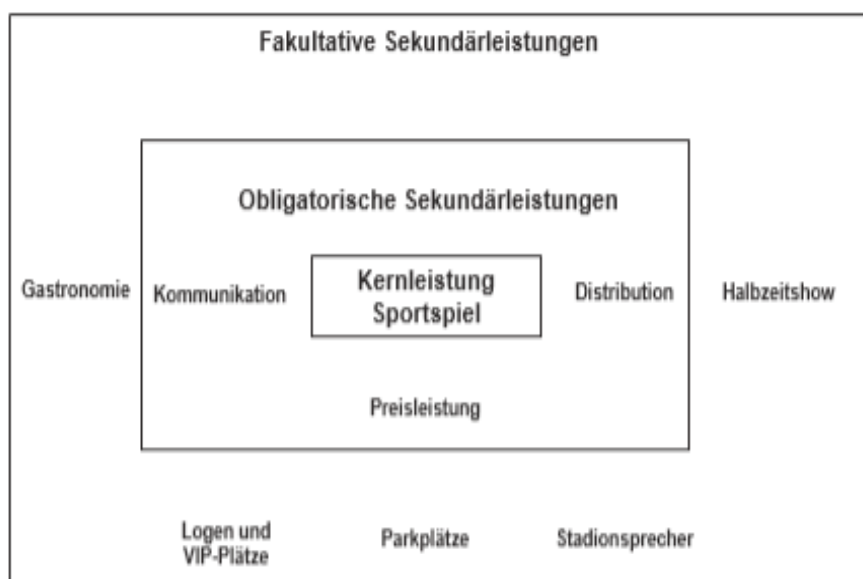 Fakultative Sekundärleistungen
Obligatorische Sekundärleistungen
Gastronomie
Kommunikation
Kernleistung
Sportspiel
Distribution
Halbzeitshow
Preisleistung
Logen und
VIP-Plätze
Parkplätze
Stadionsprecher